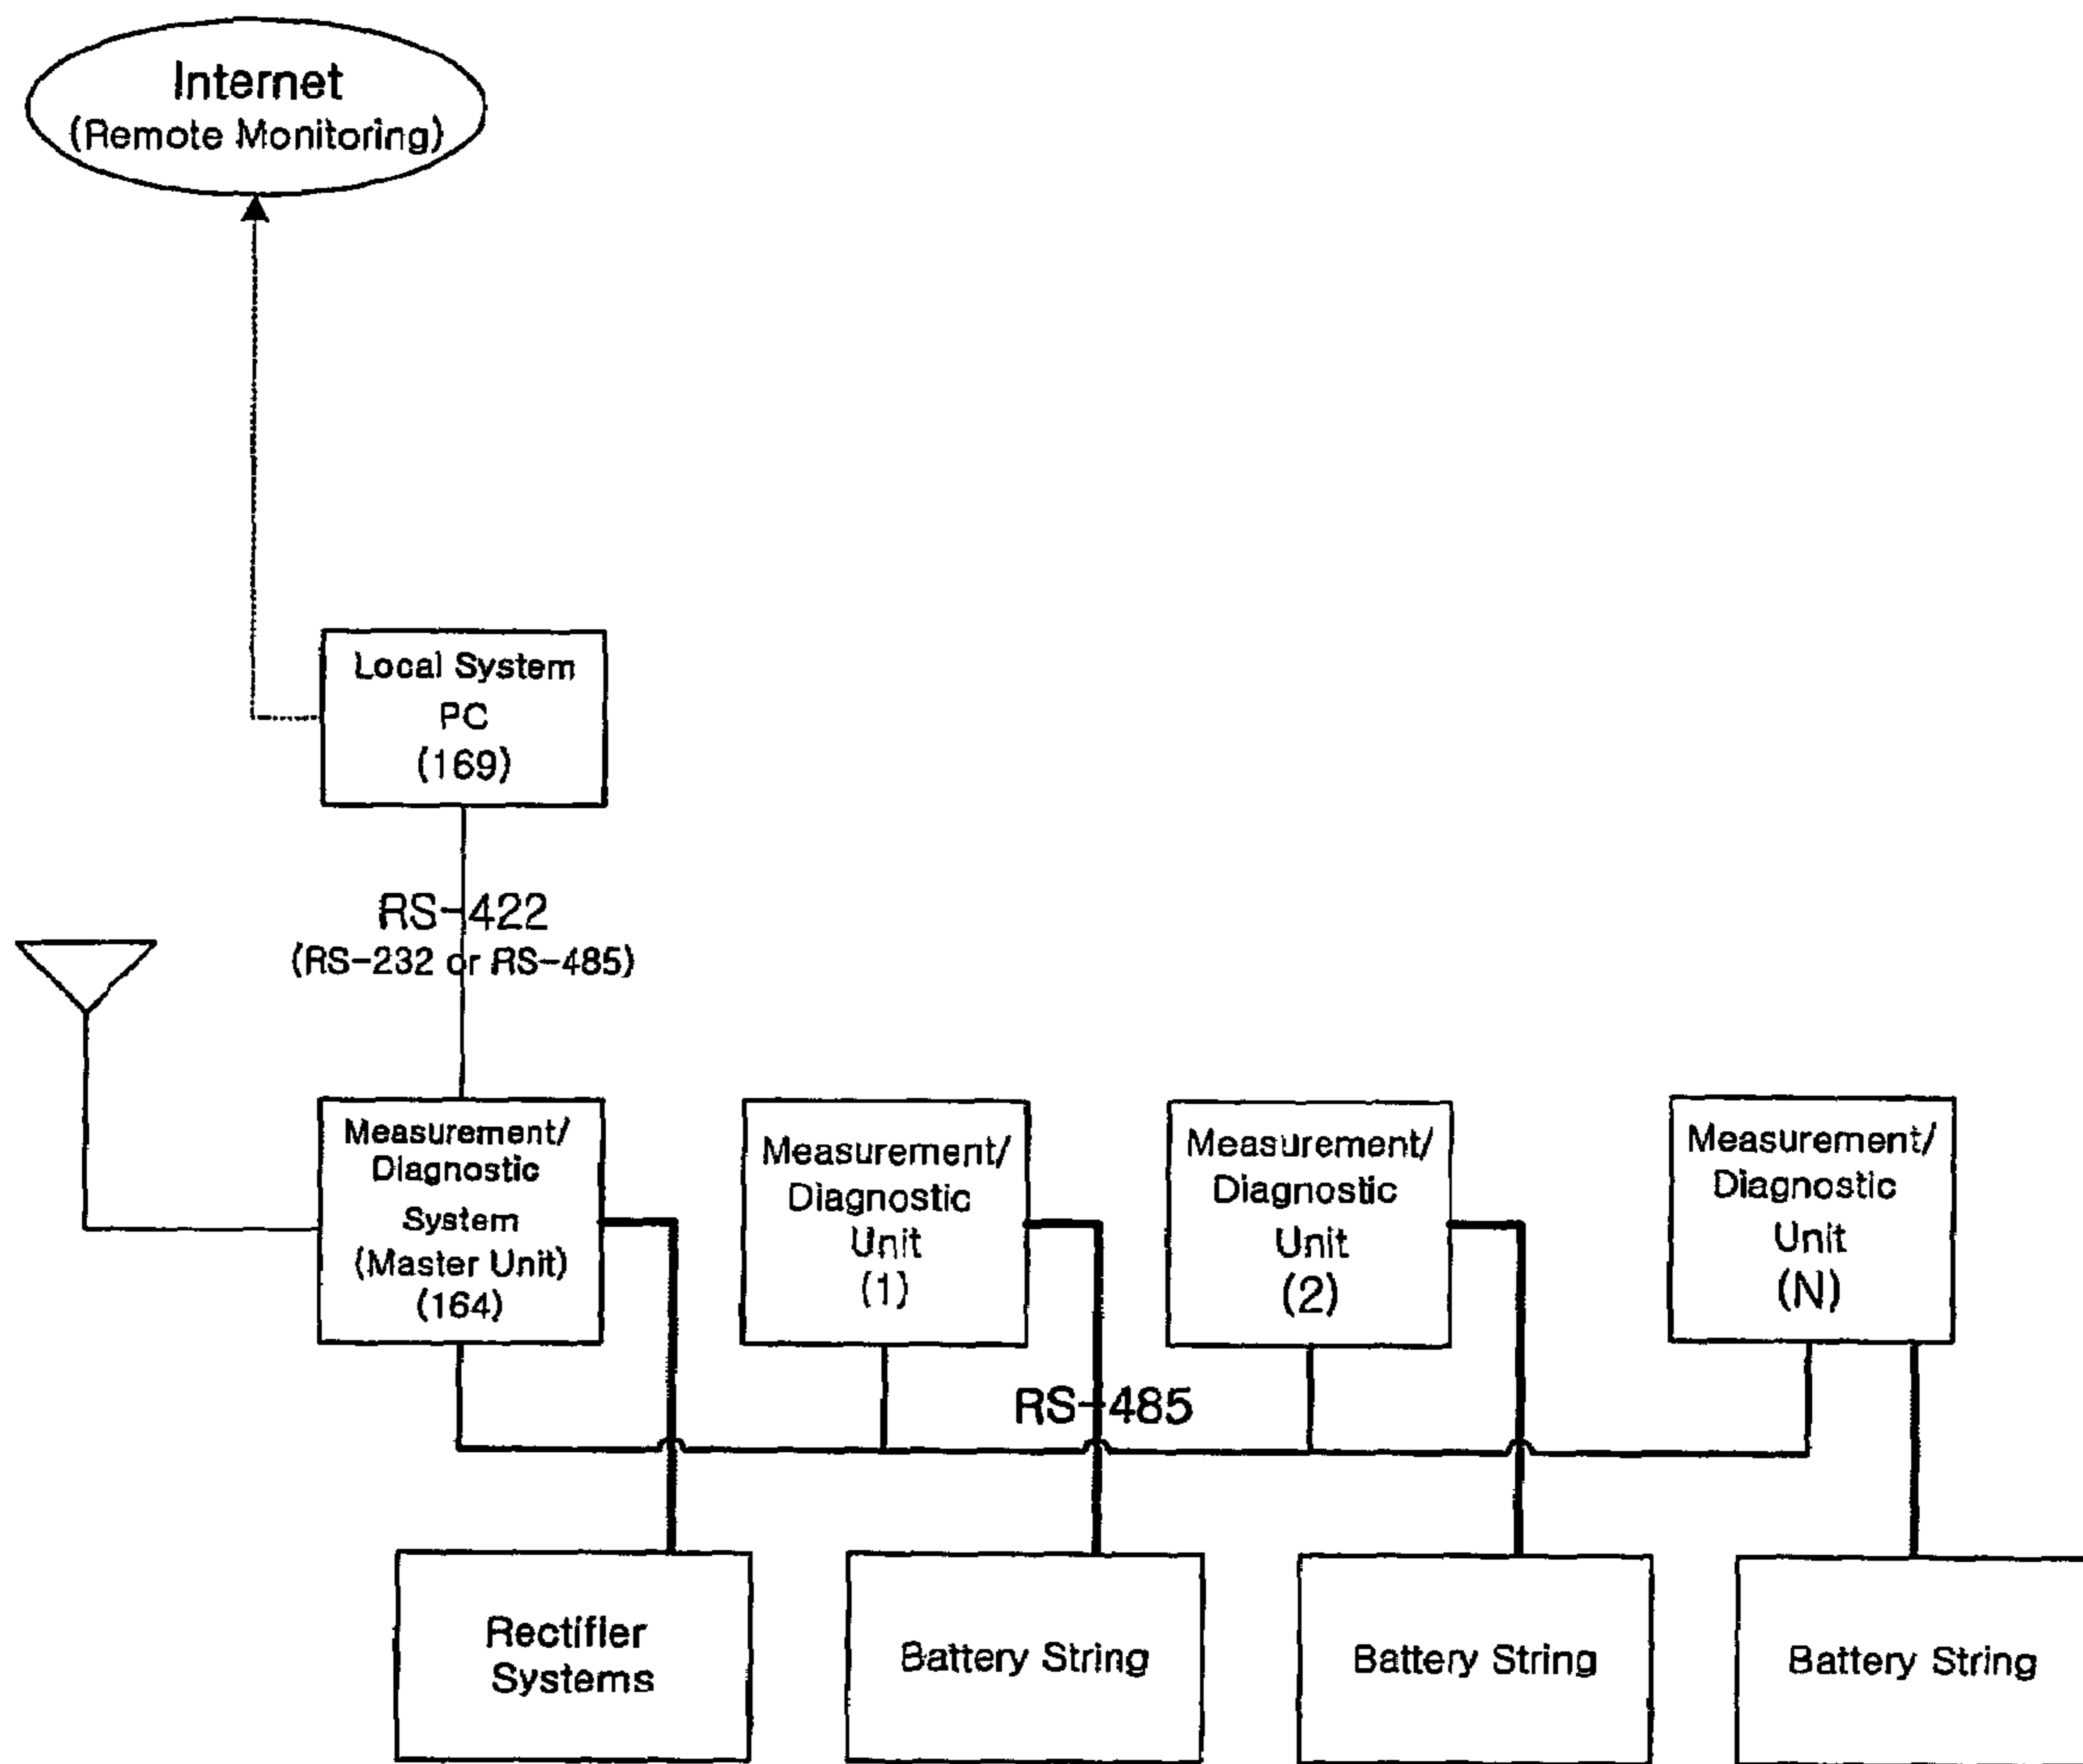 Internet
(Remote Monitoring)
Local System
PC
(169)
RS-422
(RS-232 or RS-485)
Measurement/
Diagnostic
System
(Master Unit)
(164)
Measurement/
Diagnostic
Unit
(1)
Measurement/
Diagnostic
Unit
(2)
Measurement/
Diagnostic
Unit
(N)
RS-485
Rectifier
Systems
Battery String
Battery String
Battery String